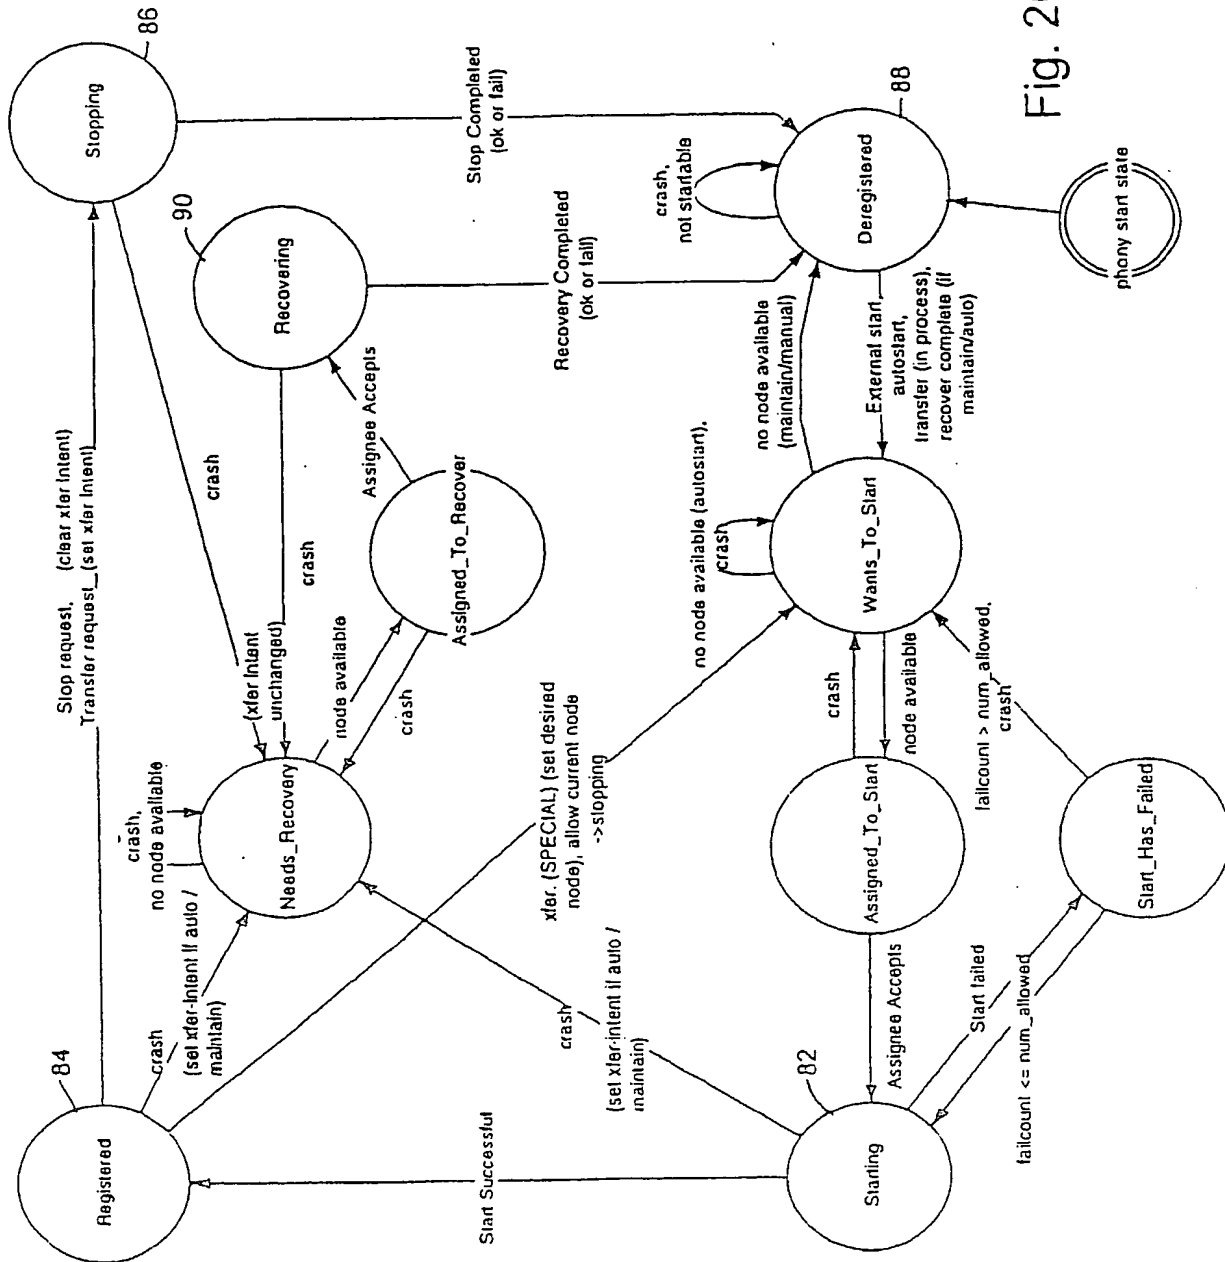 Stop request, (clear xfer Intent)
Transfer request_(set xfer Intent)
84
Registered
86
Stopping
crash
(set xfer-Intent if auto /
maintain)
crash,
no node available
Needs_Recovery
crash
(xfer Intent
unchanged)
crash
90
Recovering
node available
crash
Assigned_To_Recover
Assignee Accepts
Stop Completed
(ok or fail)
Recovery Completed
(ok or fail)
Start Successful
crash
(set xfer-intent if auto /
maintain)
xfer. (SPECIAL) (set desired
node), allow current node
->stopping
no node available (autostart),
crash
no node available
(maintain/manual)
crash,
not startable
88
Deregistered
82
Starting
Assignee Accepts
Assigned_To_Start
crash
node available
Wants_To_Start
External start,
autostart,
transfer (in process),
recover complete (if
maintain/auto)
Start failed
failcount <= num_allowed
Start_Has_Failed
failcount > num_allowed,
crash
phony start state
Fig.